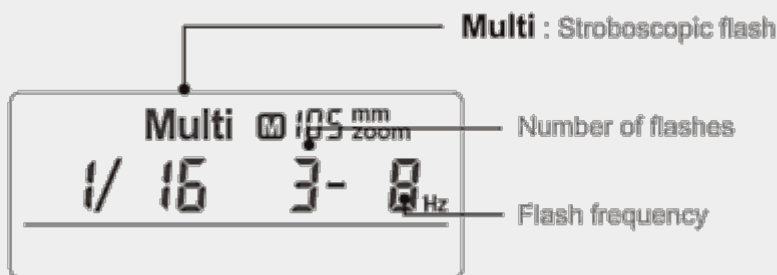 Multi : Stroboscopic flash
Multi M 105 mm zoom
Number of flashes
1/ 16 3- 8 Hz
Flash frequency